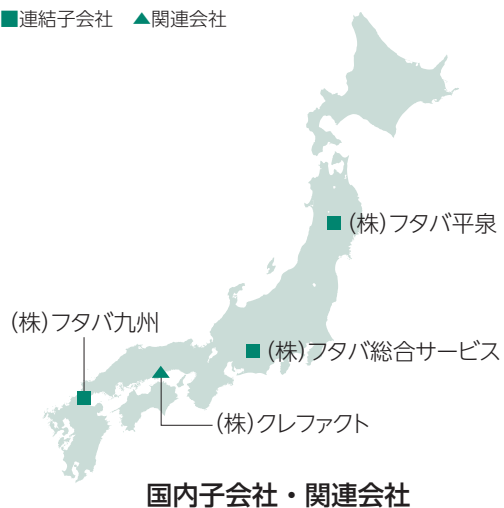 ■連結子会社 ▲関連会社
(株)フタバ平泉
(株)フタバ九州
(株)フタバ総合サービス
(株)クレファクト
国内子会社・関連会社